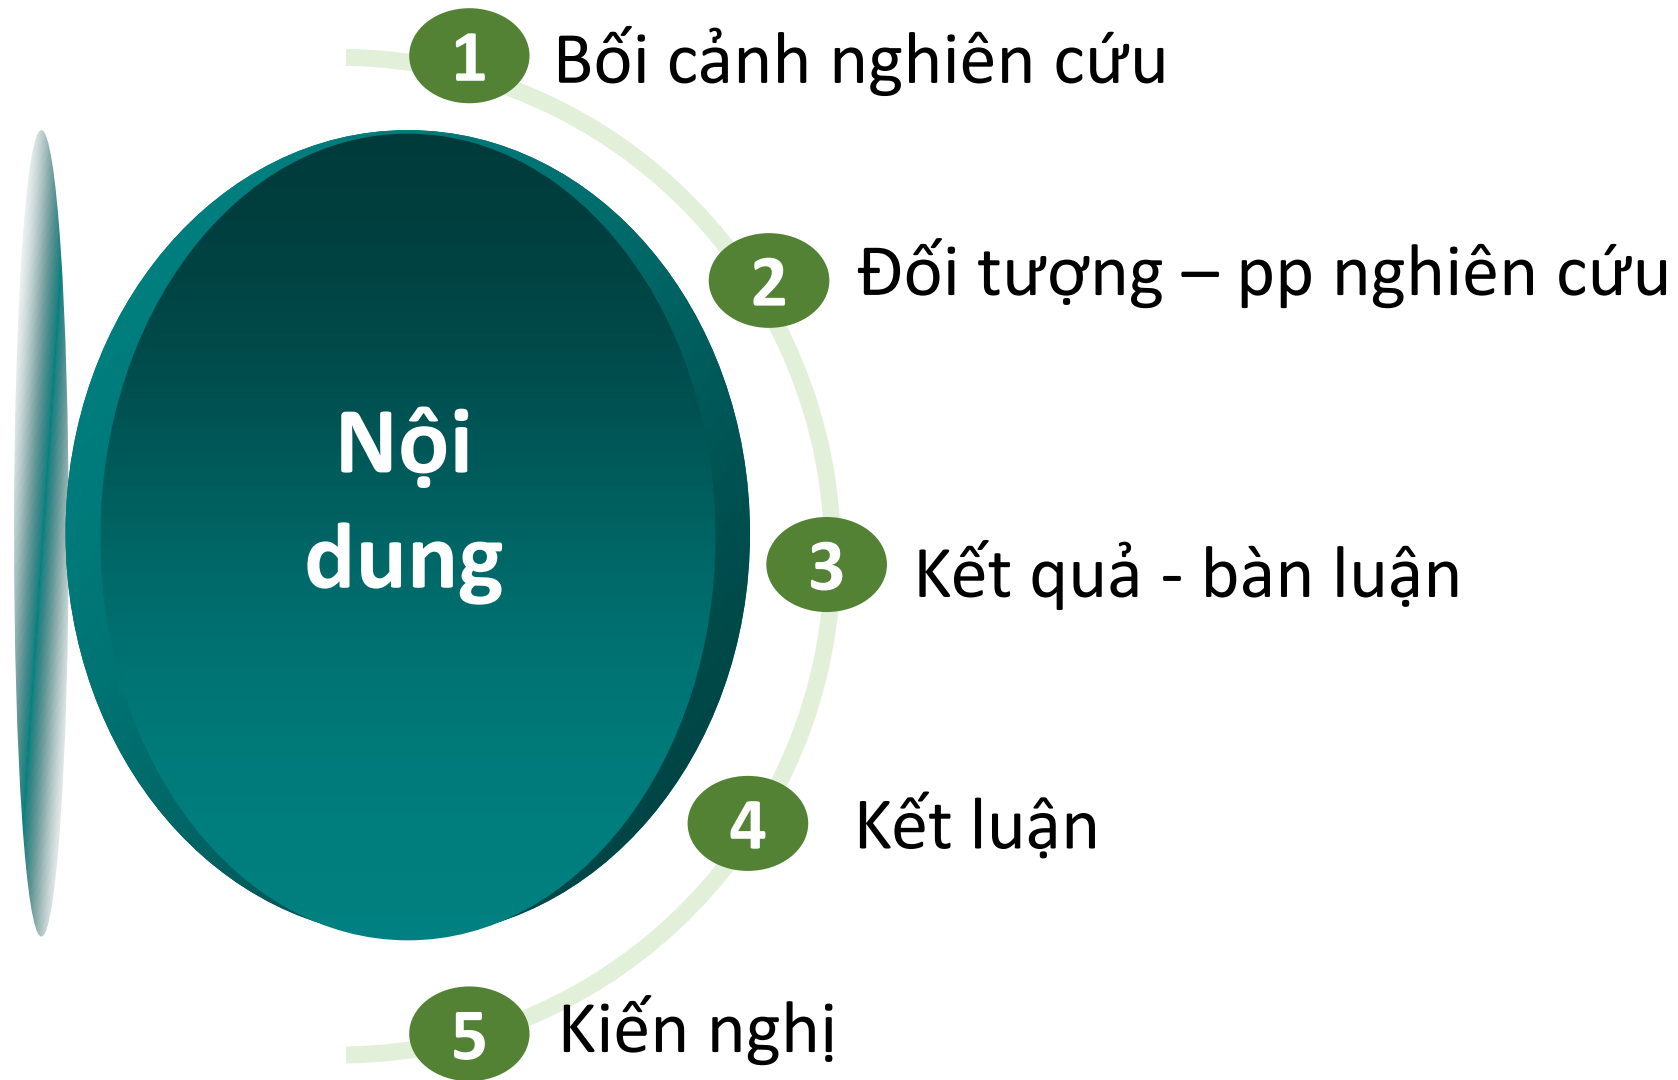 1 Bối cảnh nghiên cứu
2 Đối tượng – pp nghiên cứu
Nội
dung
3 Kết quả - bàn luận
4 Kết luận
5 Kiến nghị